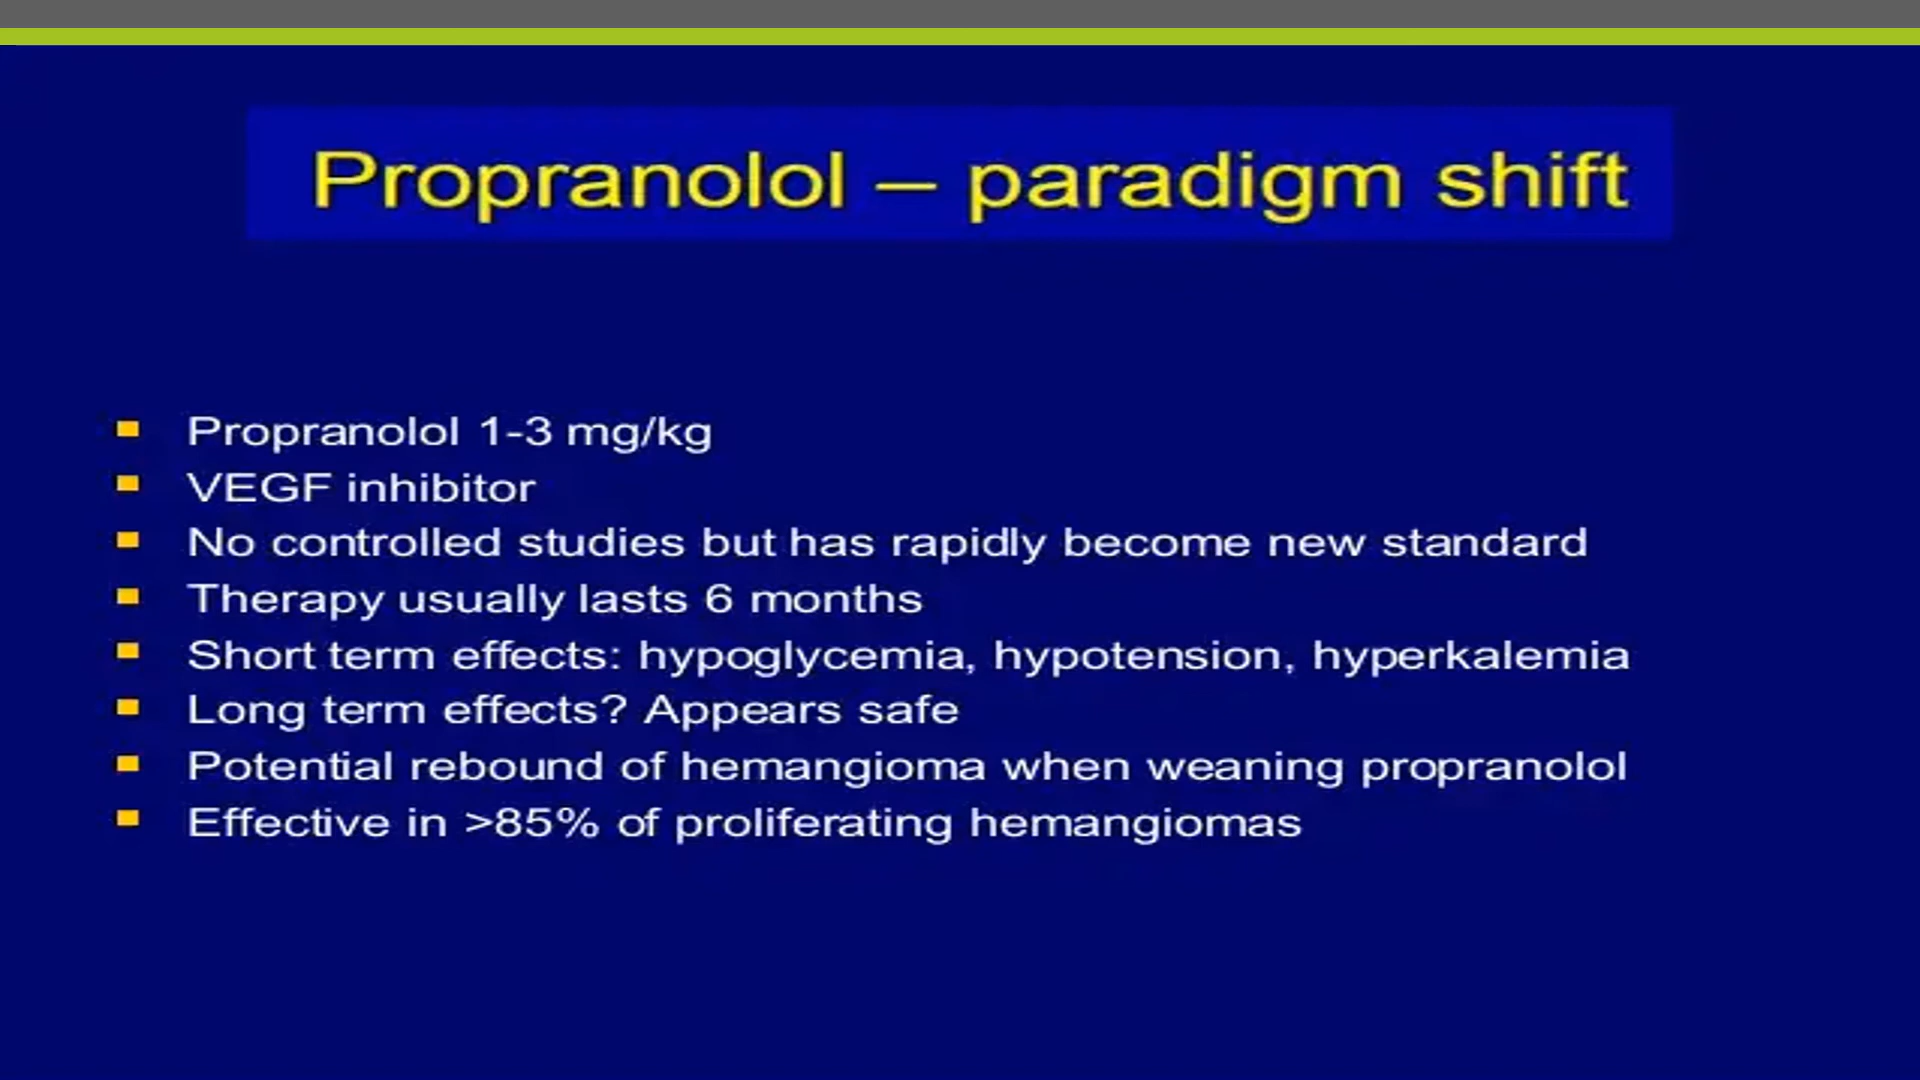 Propranolol – paradigm shift
Propranolol 1-3 mg/kg
VEGF inhibitor
No controlled studies but has rapidly become new standard
Therapy usually lasts 6 months
Short term effects: hypoglycemia, hypotension, hyperkalemia
Long term effects? Appears safe
Potential rebound of hemangioma when weaning propranolol
Effective in >85% of proliferating hemangiomas